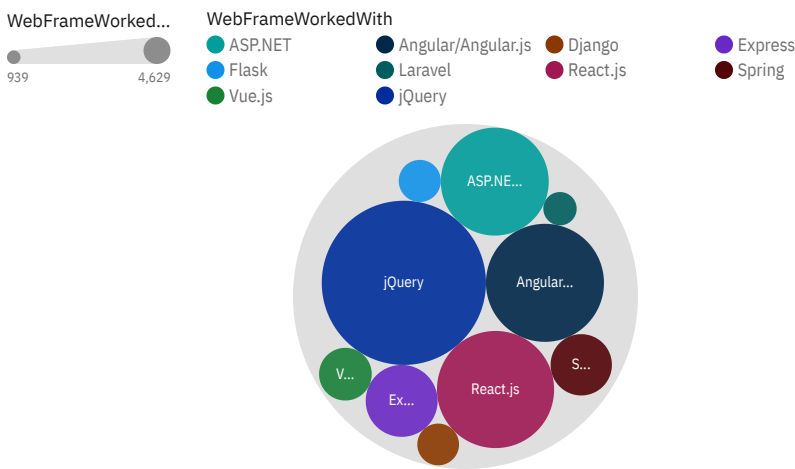 WebFrameWorked...
939
4,629
WebFrameWorkedWith
ASP.NET
Angular/Angular.js
Django
Express
Flask
Laravel
React.js
Spring
Vue.js
jQuery
ASP.NE...
jQuery
Angular...
S...
V...
React.js
Ex...